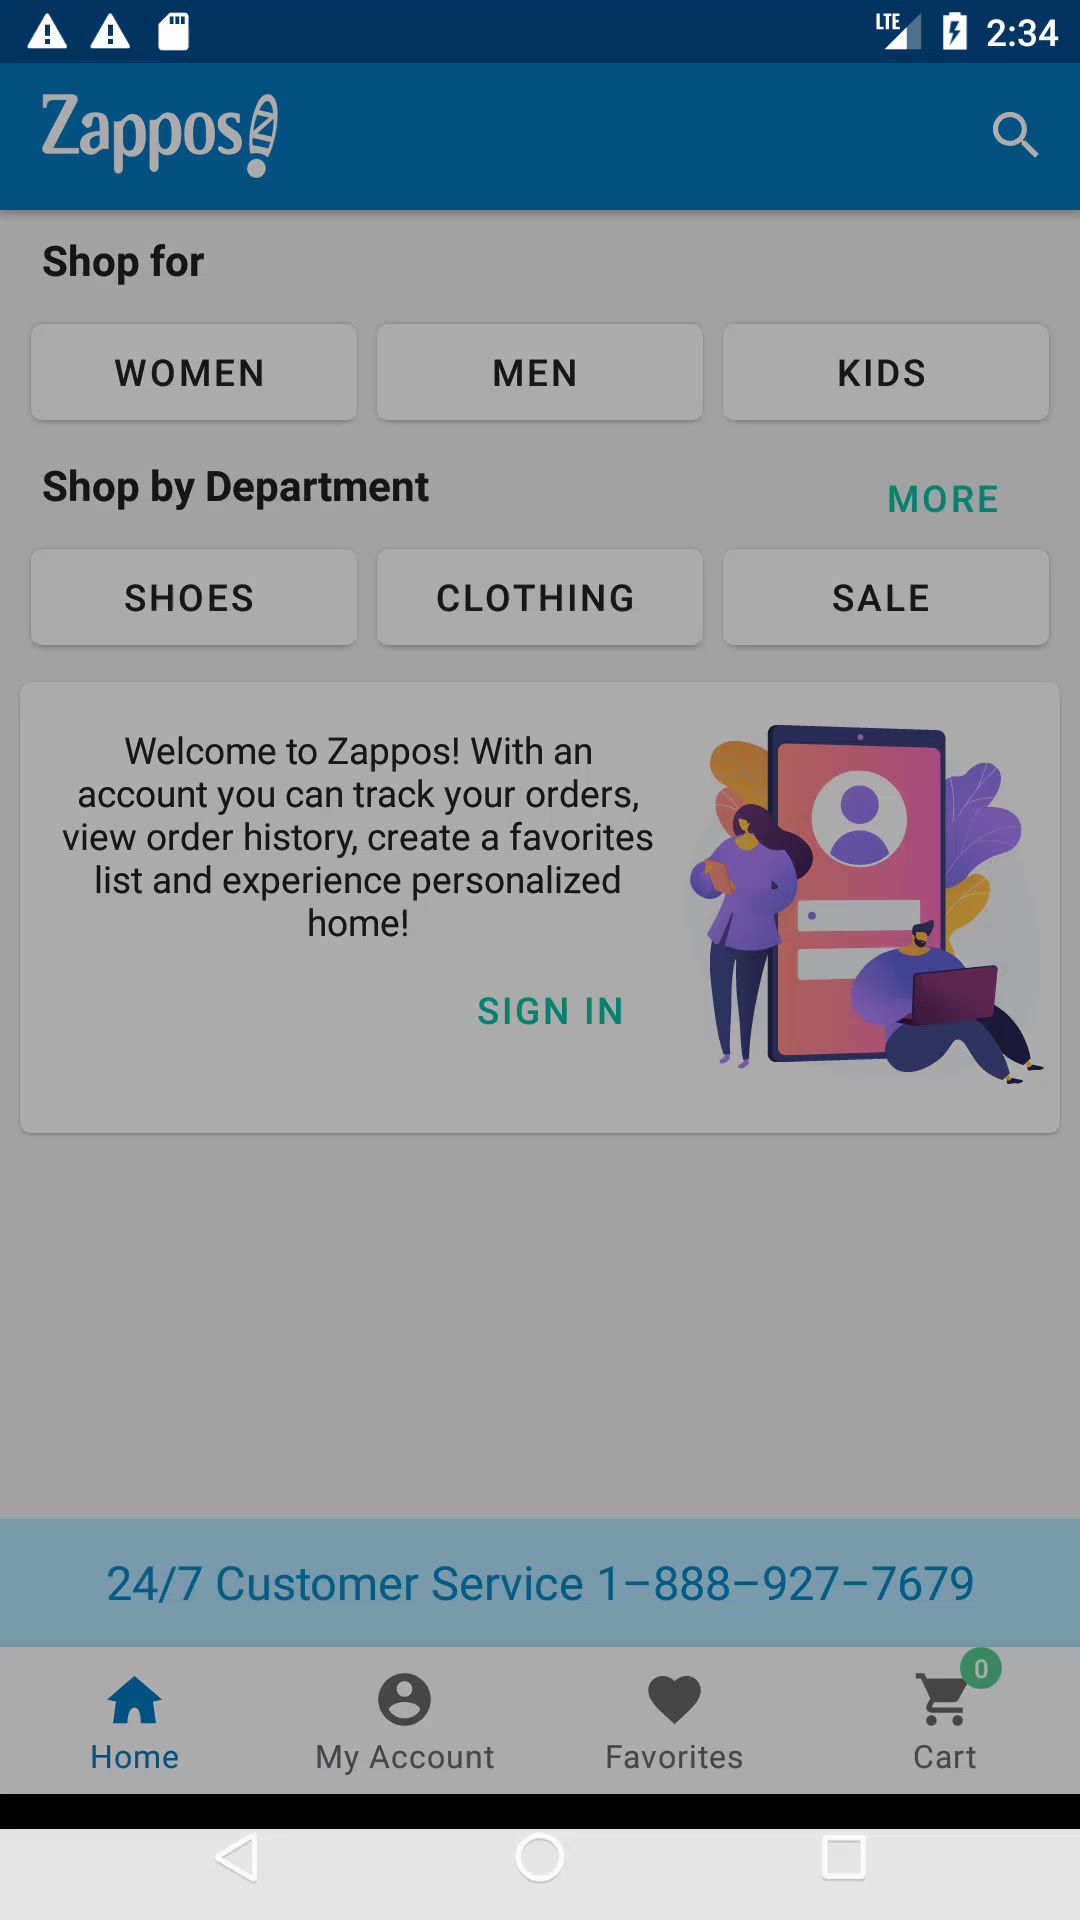 LTE 2:34
Zappos
Shop for
WOMEN MEN KIDS
Shop by Department MORE
SHOES CLOTHING SALE
Welcome to Zappos! With an
account you can track your orders,
view order history, create a favorites
list and experience personalized
home!
SIGN IN
24/7 Customer Service 1–888–927–7679
0
Home My Account Favorites Cart